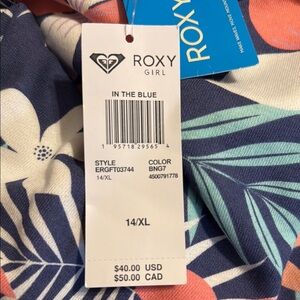 ROXY
ROXY
GIRL
IN THE BLUE
1 95718 29565 4
STYLE COLOR
ERGFT03744 BNG7
14/XL 4500791778
14/XL
$40.00 USD
$50.00 CAD